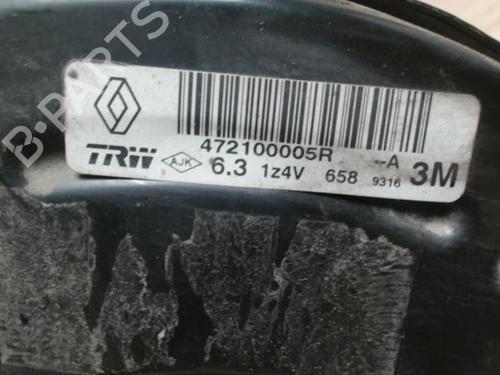 472100005R --A
TRW AJK 6.3 1z4V 658 9316 3M
B-PARTS